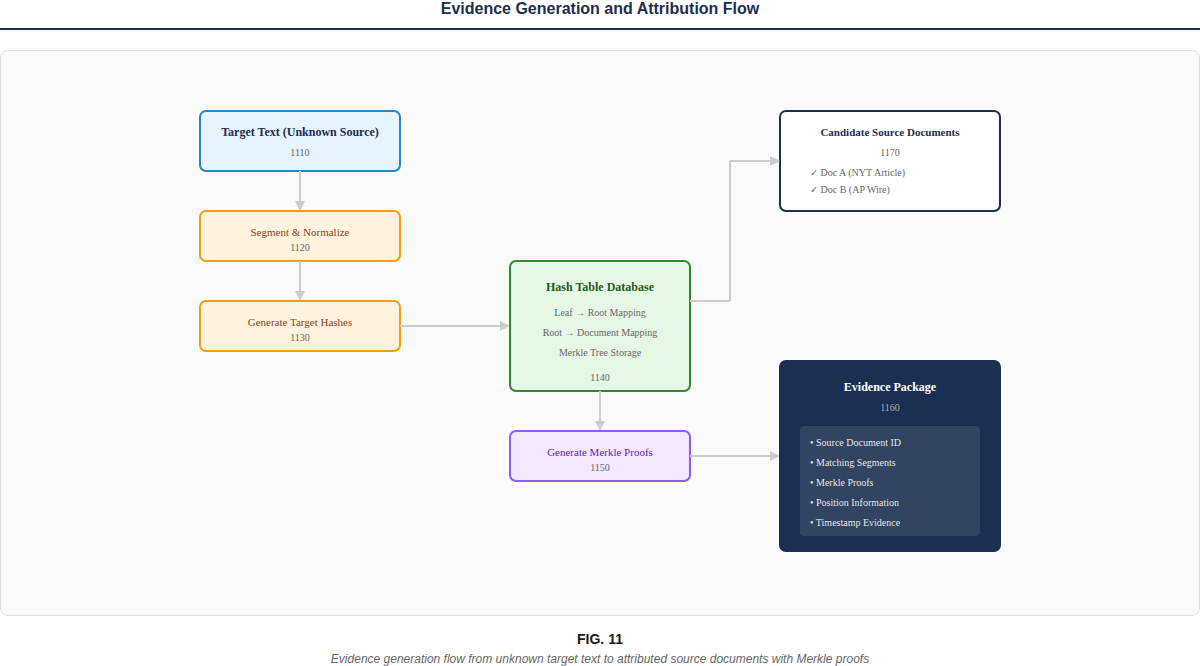 Evidence Generation and Attribution Flow
Target Text (Unknown Source)
1110
Segment & Normalize
1120
Generate Target Hashes
1130
Hash Table Database
Leaf → Root Mapping
Root → Document Mapping
Merkle Tree Storage
1140
Generate Merkle Proofs
1150
Candidate Source Documents
1170
✓ Doc A (NYT Article)
✓ Doc B (AP Wire)
Evidence Package
1160
• Source Document ID
• Matching Segments
• Merkle Proofs
• Position Information
• Timestamp Evidence
FIG. 11
Evidence generation flow from unknown target text to attributed source documents with Merkle proofs